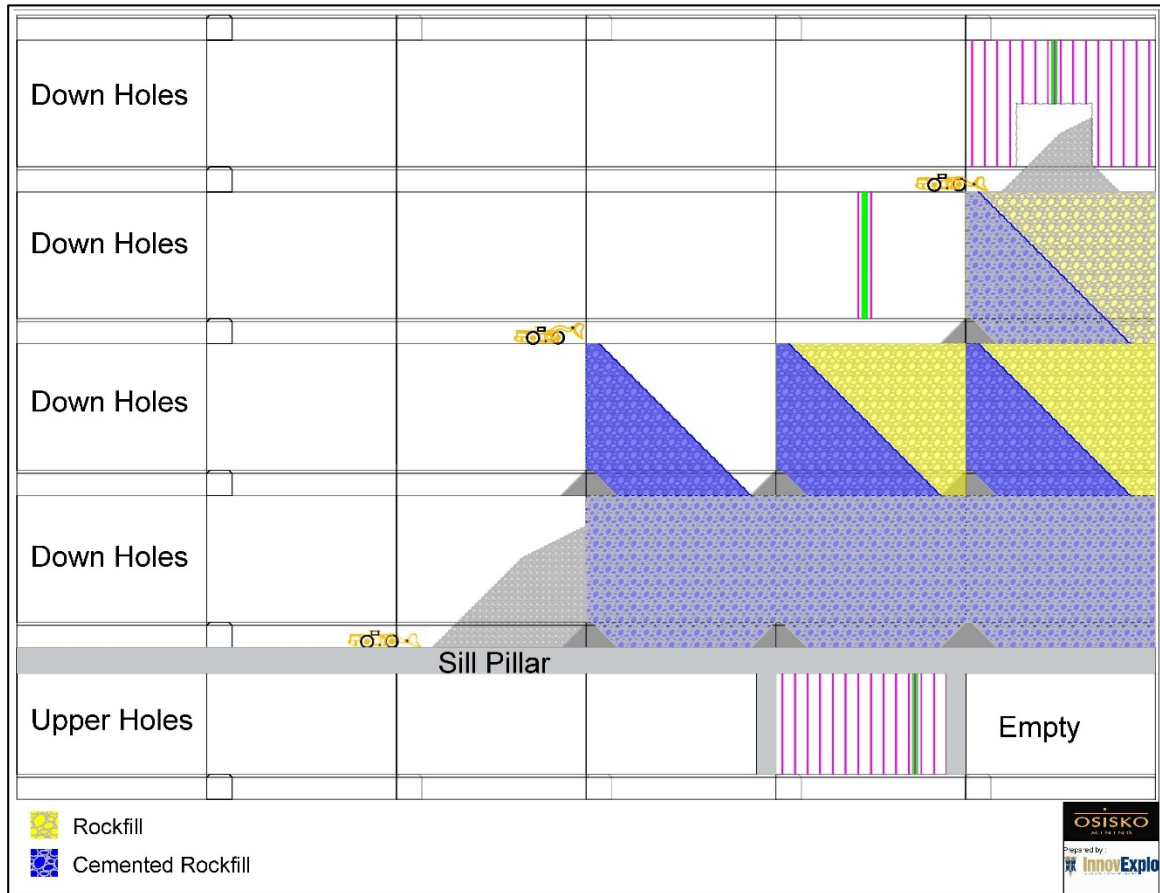 Down Holes
Down Holes
Down Holes
Down Holes
Sill Pillar
Upper Holes
Empty
Rockfill
Cemented Rockfill
OSISKO
MINING
Prepared by :
InnovExplo